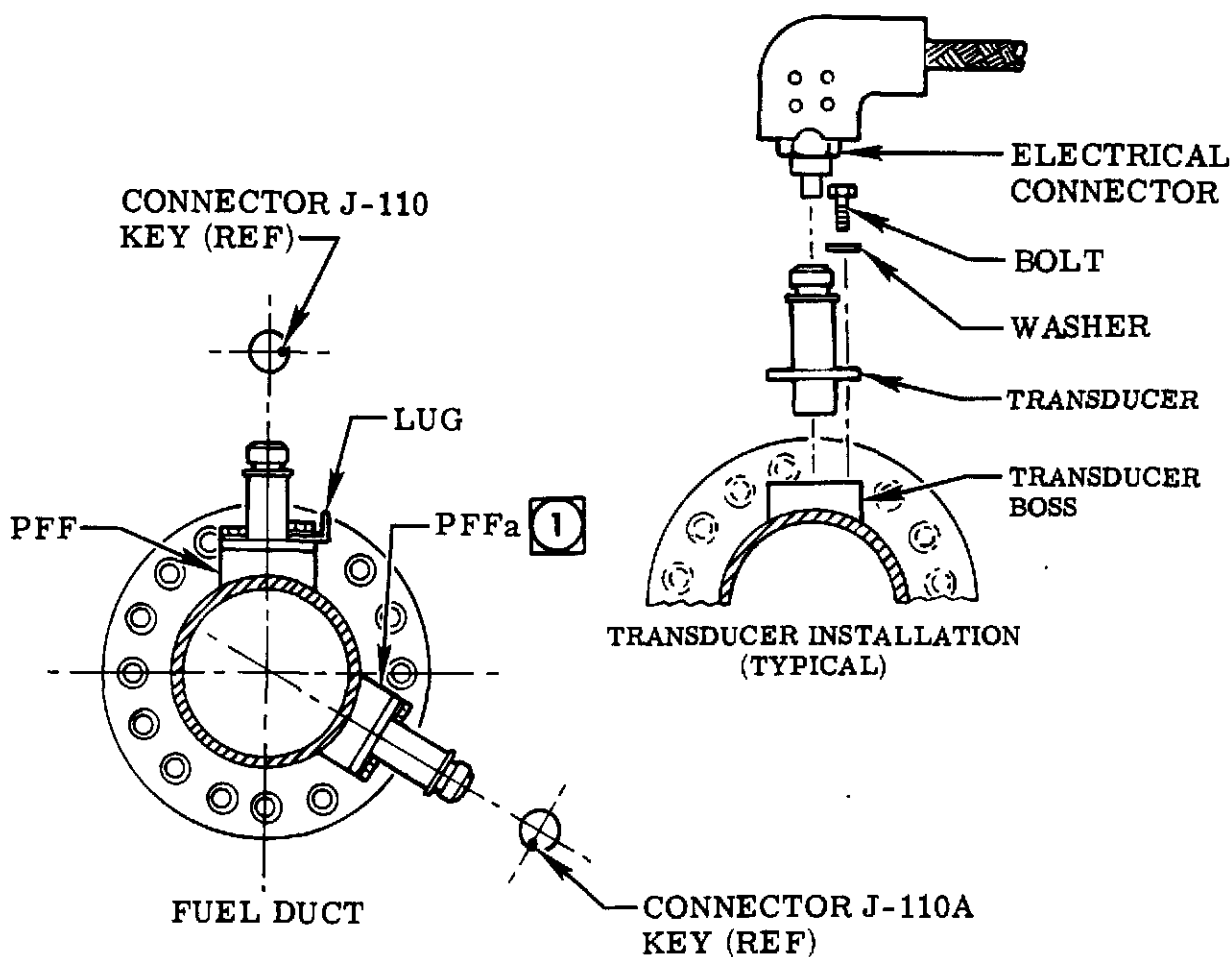 CONNECTOR J-110
KEY (REF)
LUG
PFF
PFFa 1
FUEL DUCT
CONNECTOR J-110A
KEY (REF)
ELECTRICAL
CONNECTOR
BOLT
WASHER
TRANSDUCER
TRANSDUCER
BOSS
TRANSDUCER INSTALLATION
(TYPICAL)